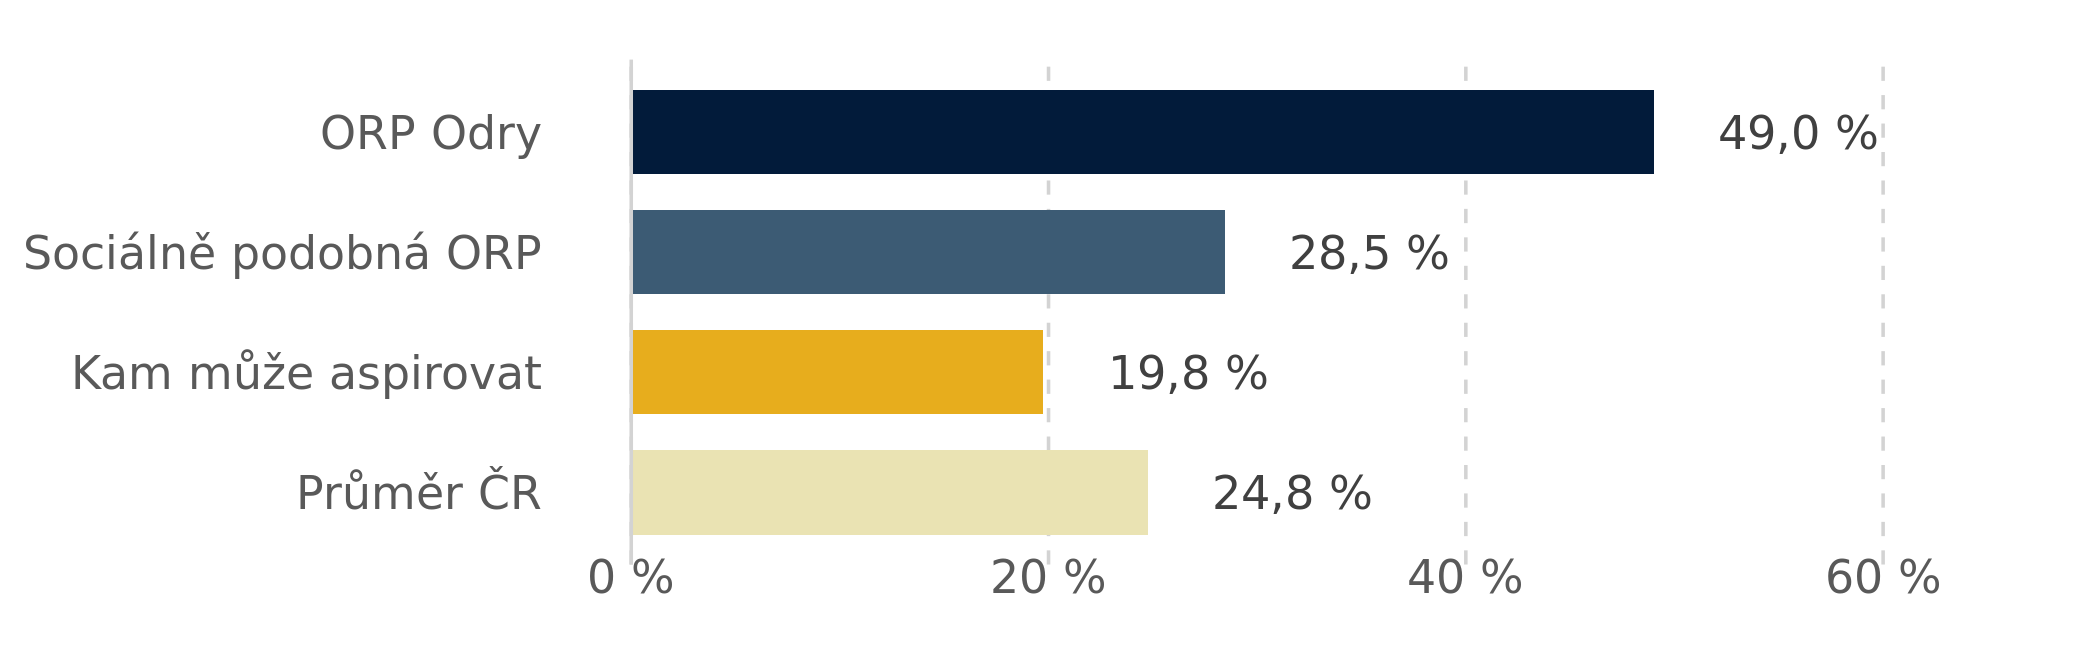 ORP Odry 49,0 %
Sociálně podobná ORP 28,5 %
Kam může aspirovat 19,8 %
Průměr ČR 24,8 %
0 % 20 % 40 % 60 %